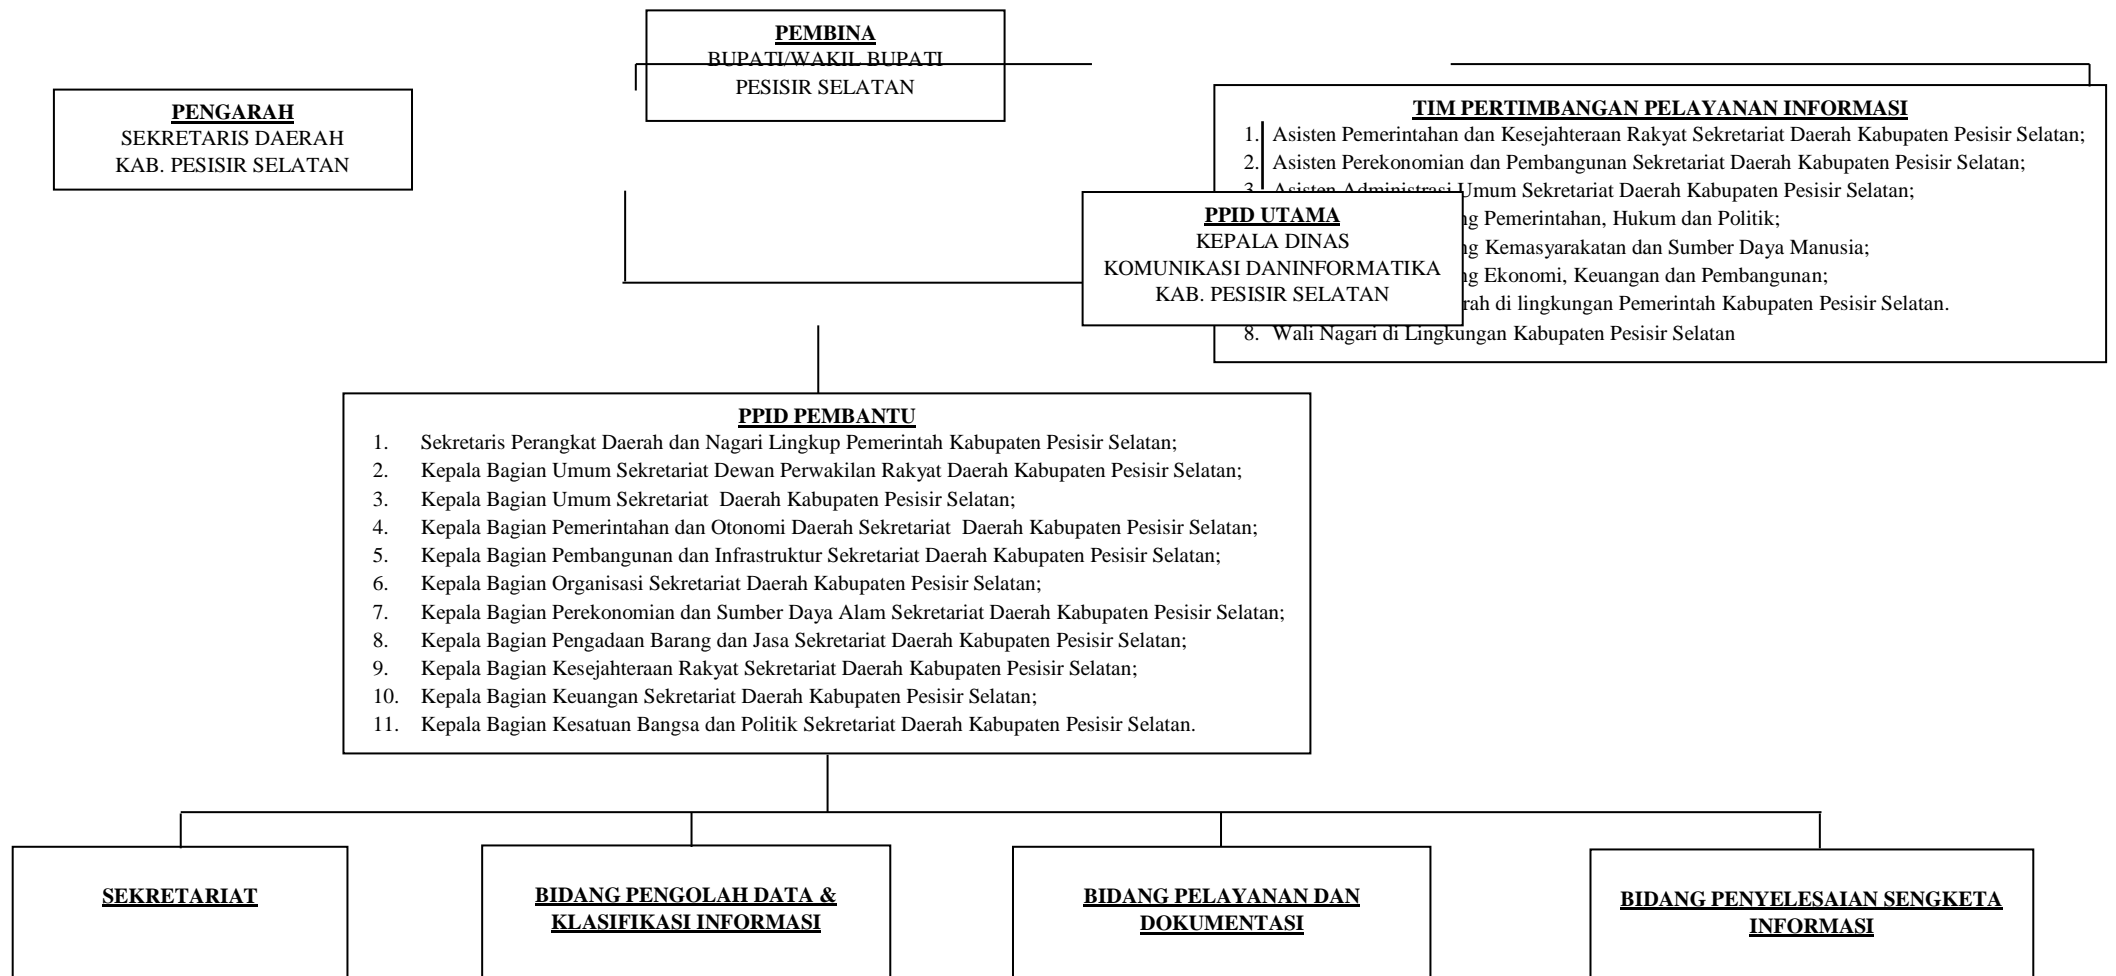 PEMBINA
BUPATI/WAKIL BUPATI
PESISIR SELATAN
PENGARAH
SEKRETARIS DAERAH
KAB. PESISIR SELATAN
TIM PERTIMBANGAN PELAYANAN INFORMASI
1. Asisten Pemerintahan dan Kesejahteraan Rakyat Sekretariat Daerah Kabupaten Pesisir Selatan;
2. Asisten Perekonomian dan Pembangunan Sekretariat Daerah Kabupaten Pesisir Selatan;
3. Asisten Administrasi Umum Sekretariat Daerah Kabupaten Pesisir Selatan;
Pemerintahan, Hukum dan Politik;
Kemasyarakatan dan Sumber Daya Manusia;
Ekonomi, Keuangan dan Pembangunan;
di lingkungan Pemerintah Kabupaten Pesisir Selatan.
8. Wali Nagari di Lingkungan Kabupaten Pesisir Selatan
PPID UTAMA
KEPALA DINAS
KOMUNIKASI DANINFORMATIKA
KAB. PESISIR SELATAN
PPID PEMBANTU
1. Sekretaris Perangkat Daerah dan Nagari Lingkup Pemerintah Kabupaten Pesisir Selatan;
2. Kepala Bagian Umum Sekretariat Dewan Perwakilan Rakyat Daerah Kabupaten Pesisir Selatan;
3. Kepala Bagian Umum Sekretariat Daerah Kabupaten Pesisir Selatan;
4. Kepala Bagian Pemerintahan dan Otonomi Daerah Sekretariat Daerah Kabupaten Pesisir Selatan;
5. Kepala Bagian Pembangunan dan Infrastruktur Sekretariat Daerah Kabupaten Pesisir Selatan;
6. Kepala Bagian Organisasi Sekretariat Daerah Kabupaten Pesisir Selatan;
7. Kepala Bagian Perekonomian dan Sumber Daya Alam Sekretariat Daerah Kabupaten Pesisir Selatan;
8. Kepala Bagian Pengadaan Barang dan Jasa Sekretariat Daerah Kabupaten Pesisir Selatan;
9. Kepala Bagian Kesejahteraan Rakyat Sekretariat Daerah Kabupaten Pesisir Selatan;
10. Kepala Bagian Keuangan Sekretariat Daerah Kabupaten Pesisir Selatan;
11. Kepala Bagian Kesatuan Bangsa dan Politik Sekretariat Daerah Kabupaten Pesisir Selatan.
SEKRETARIAT
BIDANG PENGOLAH DATA &
KLASIFIKASI INFORMASI
BIDANG PELAYANAN DAN
DOKUMENTASI
BIDANG PENYELESAIAN SENGKETA
INFORMASI